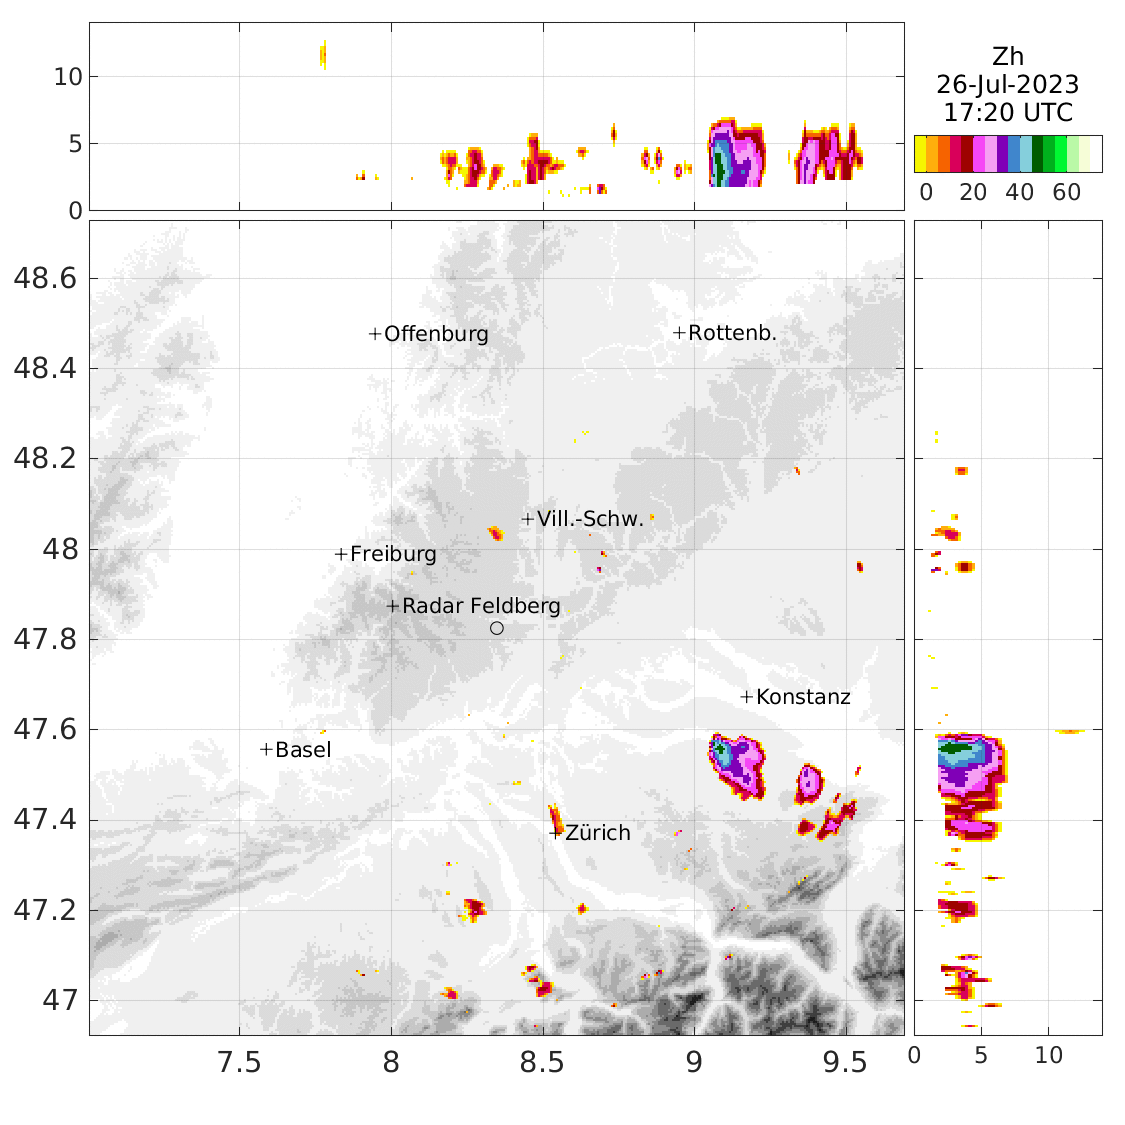 10
5
0
Zh
26-Jul-2023
17:20 UTC
0 20 40 60
48.6
48.4
48.2
48
47.8
47.6
47.4
47.2
47
+Offenburg
+Rottenb.
+Vill.-Schw.
+Freiburg
+Radar Feldberg
+Konstanz
+Basel
+Zürich
7.5 8 8.5 9 9.5
0 5 10